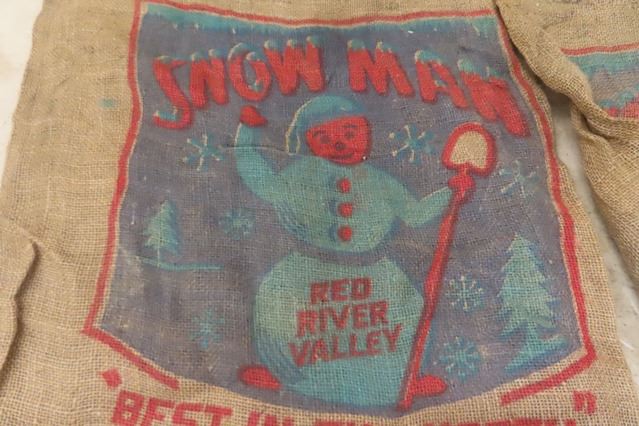 SNOW MAN
RED
RIVER
VALLEY
"BEST IN